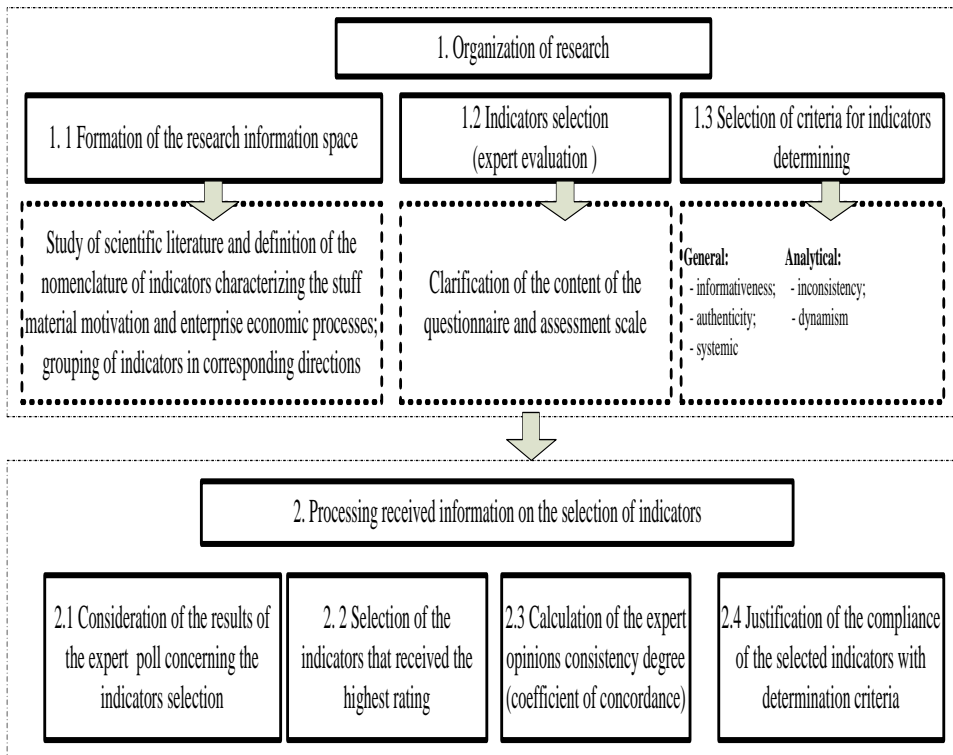 1. Organization of research
1. 1 Formation of the research information space
1.2 Indicators selection
(expert evaluation )
1.3 Selection of criteria for indicators
determining
Study of scientific literature and definition of the
nomenclature of indicators characterizing the stuff
material motivation and enterprise economic processes;
grouping of indicators in corresponding directions
Clarification of the content of the
questionnaire and assessment scale
General:
- informativeness;
- authenticity;
- systemic
Analytical:
- inconsistency;
- dynamism
2. Processing received information on the selection of indicators
2.1 Consideration of the results of
the expert poll concerning the
indicators selection
2. 2 Selection of the
indicators that received the
highest rating
2.3 Calculation of the expert
opinions consistency degree
(coefficient of concordance)
2.4 Justification of the compliance
of the selected indicators with
determination criteria